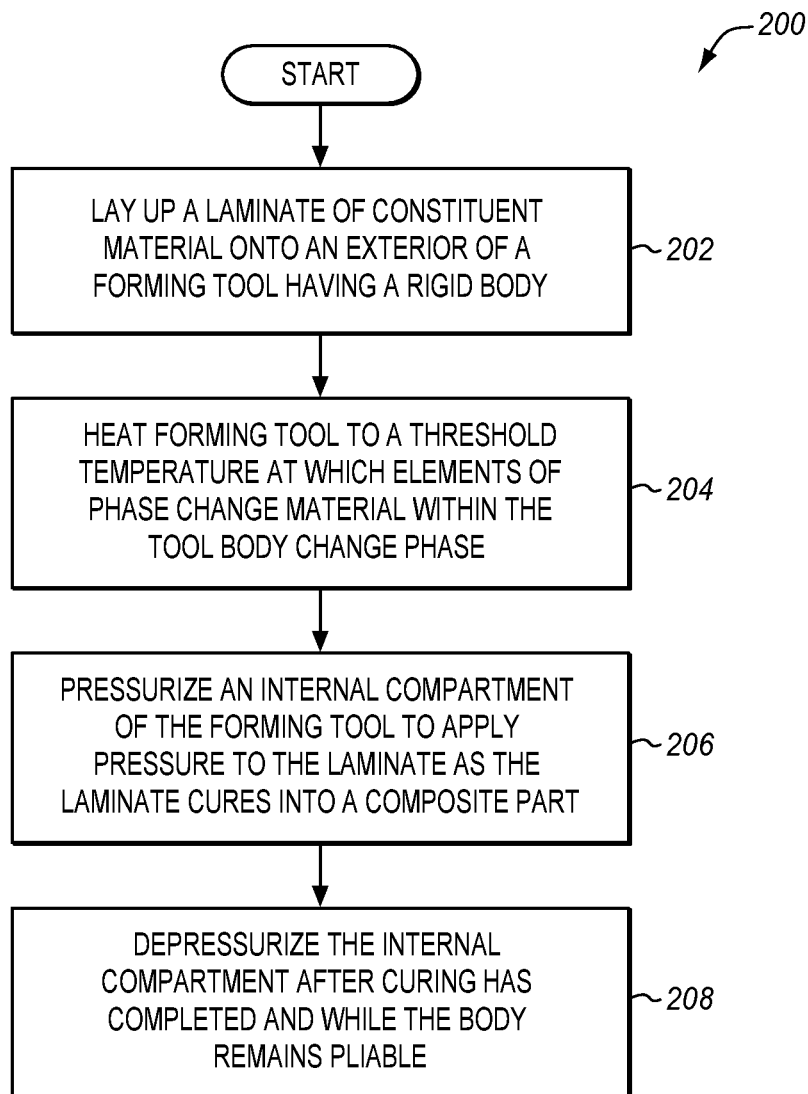 200
START
LAY UP A LAMINATE OF CONSTITUENT
MATERIAL ONTO AN EXTERIOR OF A
FORMING TOOL HAVING A RIGID BODY
202
HEAT FORMING TOOL TO A THRESHOLD
TEMPERATURE AT WHICH ELEMENTS OF
PHASE CHANGE MATERIAL WITHIN THE
TOOL BODY CHANGE PHASE
204
PRESSURIZE AN INTERNAL COMPARTMENT
OF THE FORMING TOOL TO APPLY
PRESSURE TO THE LAMINATE AS THE
LAMINATE CURES INTO A COMPOSITE PART
206
DEPRESSURIZE THE INTERNAL
COMPARTMENT AFTER CURING HAS
COMPLETED AND WHILE THE BODY
REMAINS PLIABLE
208